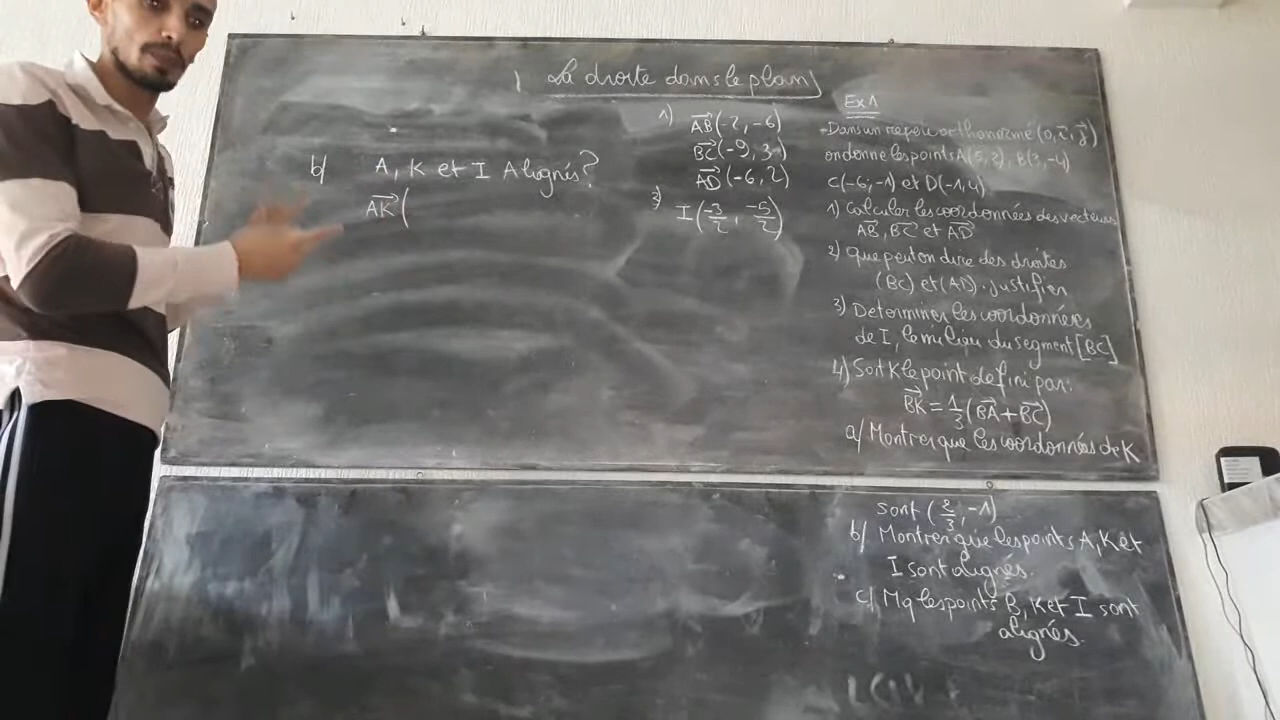 La droite dans le plan
b/ A, K et I Alignés?
AK (
1) AB(-2, -6)
BC(-9, 3)
AD(-6, 2)
3) I(-3/2, -5/2)
Ex1
Dans un repère orthonormé (o, i, j)
on donne les points A(5, 2), B(3, -4)
C(-6, -1) et D(-1, 4)
1) Calculer les coordonnées des vecteurs
AB, BC et AD
2) que peut on dire des droites
(BC) et (AD). justifier
3) Determiner les coordonnées
de I, le milieu du segment [BC]
4) Soit K le point defini par:
BK = 1/3 (BA + BC)
a/ Montrer que les coordonnées de K
sont (2/3, -1)
b/ Montrer que les points A, K et
I sont alignés.
c/ Mq les points B, K et I sont
alignés.